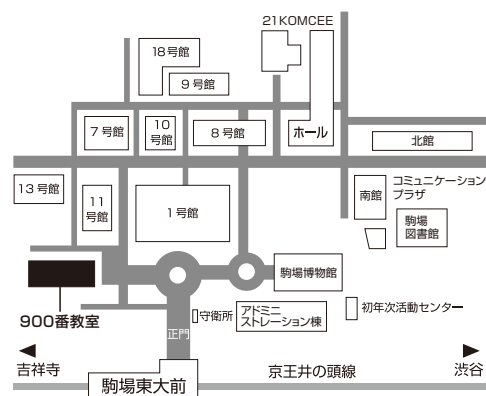 21KOMCEE
18号館
9号館
7号館
10
号館
8号館
ホール
北館
13号館
11
号館
1号館
南館
コミュニケーション
プラザ
駒場
図書館
駒場博物館
900番教室
守衛所
アドミニ
ストレーション棟
初年次活動センター
正門
吉祥寺
渋谷
京王井の頭線
駒場東大前